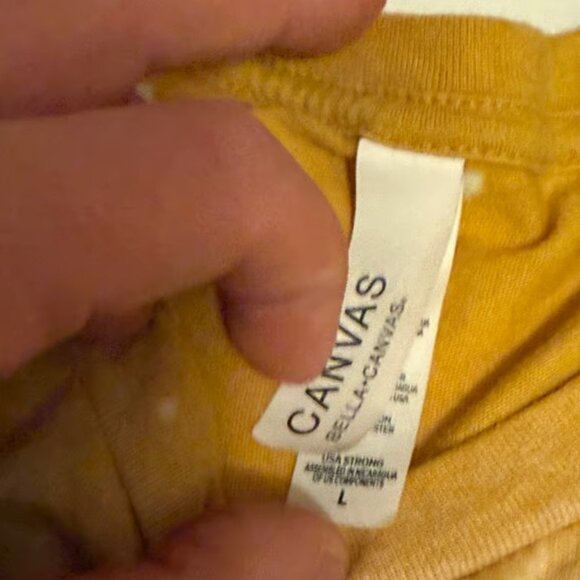 CANVAS
BELLA+CANVAS.
USA STRONG
ASSEMBLED IN NICARAGUA
OF US COMPONENTS
L